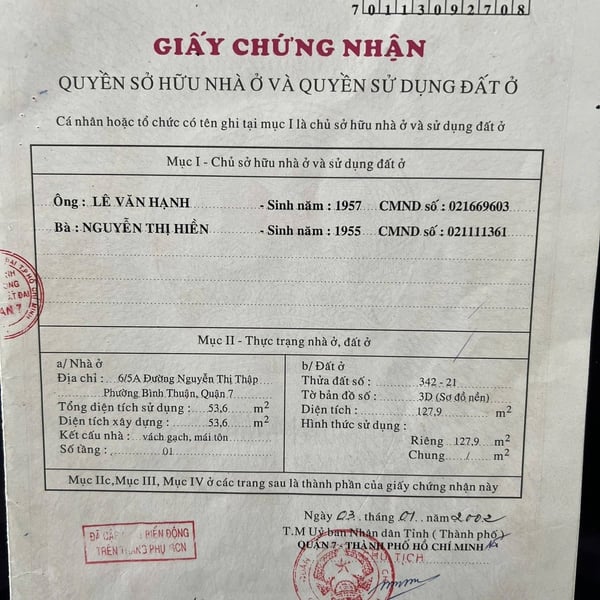 70113092708
GIẤY CHỨNG NHẬN
QUYỀN SỞ HỮU NHÀ Ở VÀ QUYỀN SỬ DỤNG ĐẤT Ở
Cá nhân hoặc tổ chức có tên ghi tại mục I là chủ sở hữu nhà ở và sử dụng đất ở
Mục I - Chủ sở hữu nhà ở và sử dụng đất ở
Ông : LÊ VĂN HẠNH - Sinh năm : 1957 CMND số : 021669603
Bà : NGUYỄN THỊ HIỀN - Sinh năm : 1955 CMND số : 021111361
Mục II - Thực trạng nhà ở, đất ở
a/ Nhà ở
Địa chỉ : 6/5A Đường Nguyễn Thị Thập
Phường Bình Thuận, Quận 7
Tổng diện tích sử dụng : 53,6 m2
Diện tích xây dựng : 53,6 m2
Kết cấu nhà : vách gạch, mái tôn
Số tầng : 01
b/ Đất ở
Thửa đất số : 342 - 21
Tờ bản đồ số : 3D (Sơ đồ nền)
Diện tích : 127,9 m2
Hình thức sử dụng :
Riêng : 127,9 m2
Chung / m2
Mục IIc,Mục III, Mục IV ở các trang sau là thành phần của giấy chứng nhận này
Ngày 03 tháng 01 năm 2002
T.M Uỷ ban Nhân dân Tỉnh ( Thành phố )
QUẬN 7 - THÀNH PHỐ HỒ CHÍ MINH
CHỦ TỊCH
BIẾN ĐỘNG
TRÊN TRANG PHỤ GCN